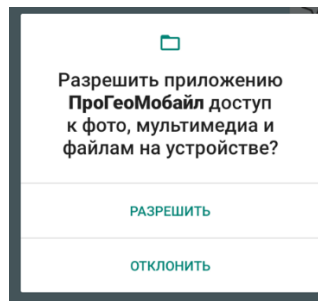 Разрешить приложению
ПроГеоМобайл доступ
к фото, мультимедиа и
файлам на устройстве?
РАЗРЕШИТЬ
ОТКЛОНИТЬ